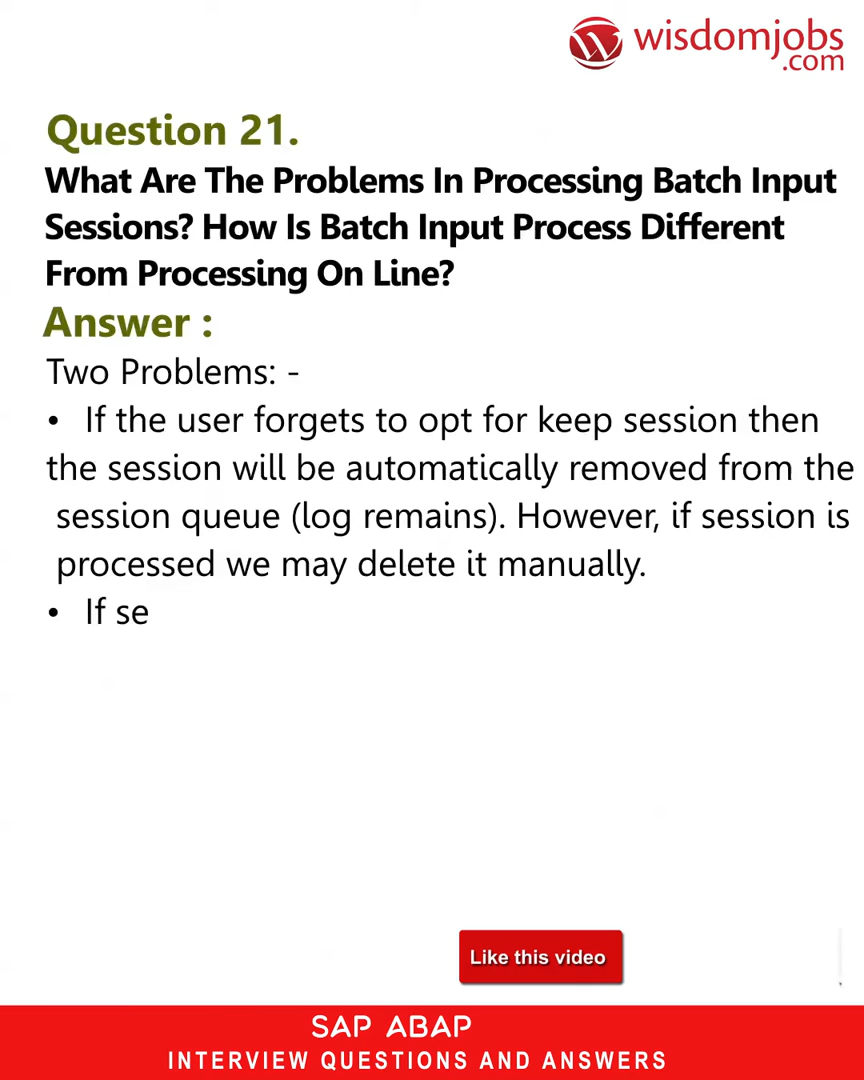 wisdomjobs
.com
Question 21.
What Are The Problems In Processing Batch Input
Sessions? How Is Batch Input Process Different
From Processing On Line?
Answer :
Two Problems: -
• If the user forgets to opt for keep session then
the session will be automatically removed from the
session queue (log remains). However, if session is
processed we may delete it manually.
• If se
Like this video
SAP ABAP
INTERVIEW QUESTIONS AND ANSWERS